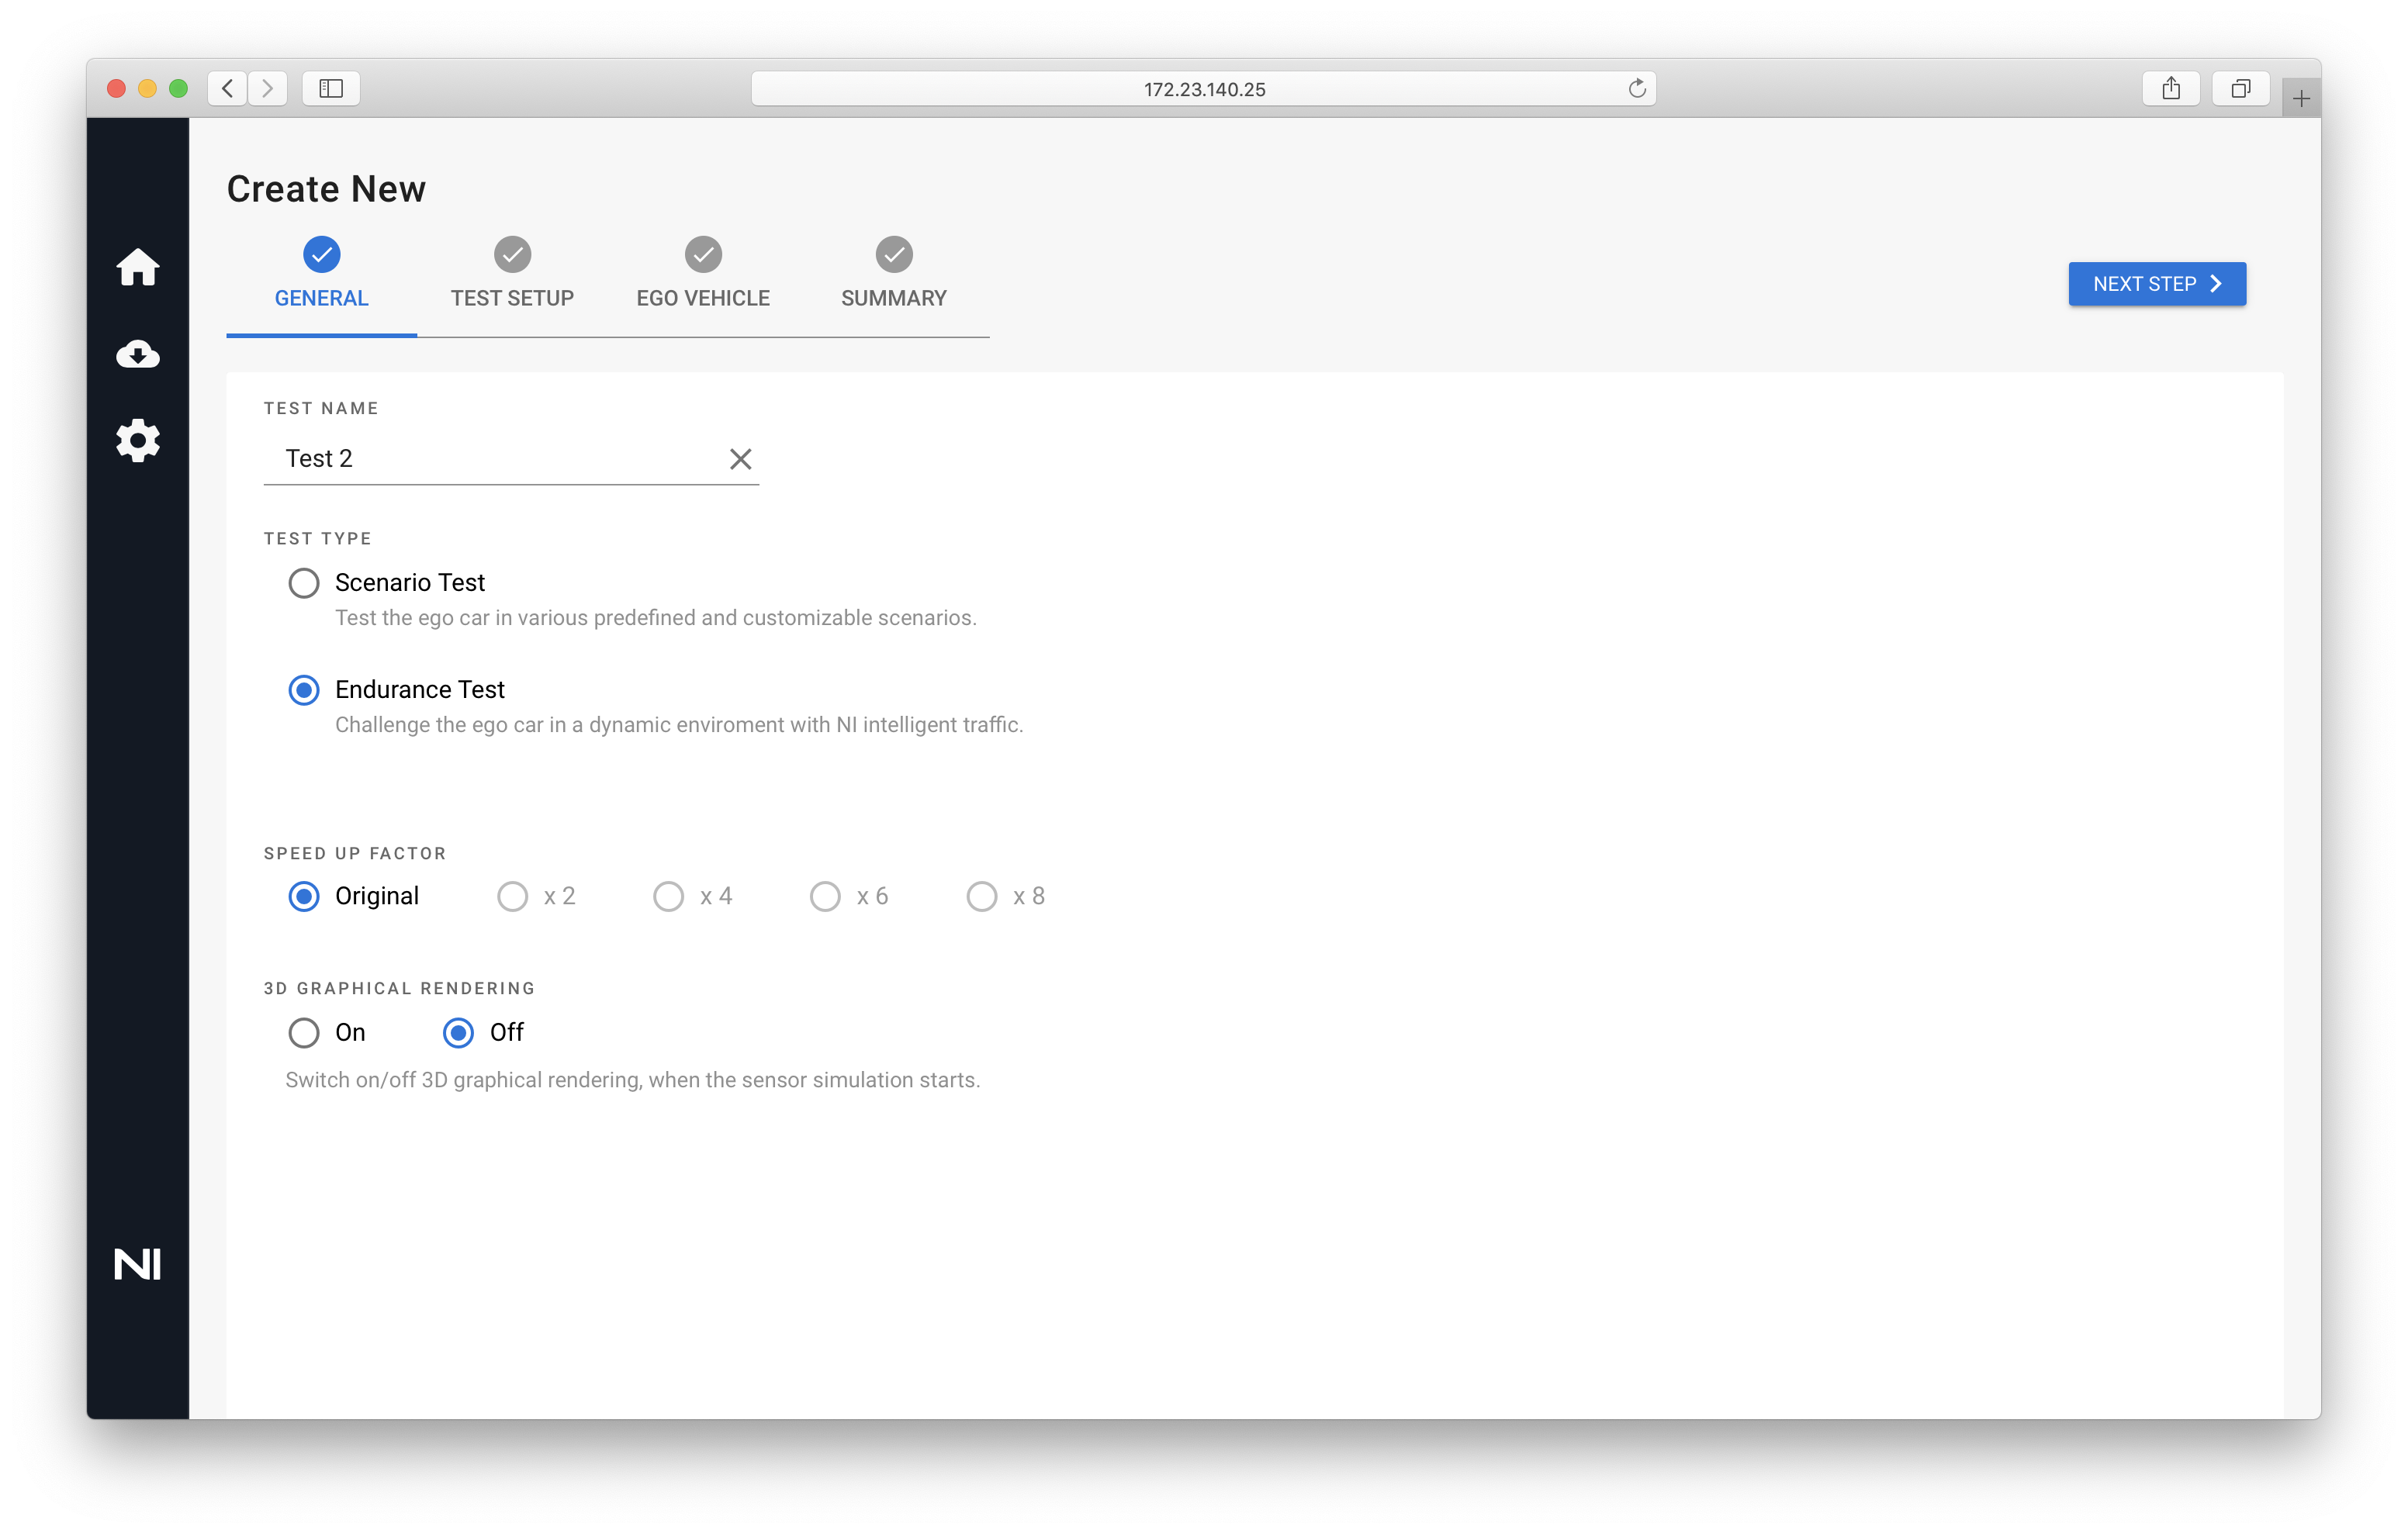 172.23.140.25
Create New
GENERAL TEST SETUP EGO VEHICLE SUMMARY
NEXT STEP
TEST NAME
Test 2
TEST TYPE
Scenario Test
Test the ego car in various predefined and customizable scenarios.
Endurance Test
Challenge the ego car in a dynamic enviroment with NI intelligent traffic.
SPEED UP FACTOR
Original x 2 x 4 x 6 x 8
3D GRAPHICAL RENDERING
On Off
Switch on/off 3D graphical rendering, when the sensor simulation starts.
NI